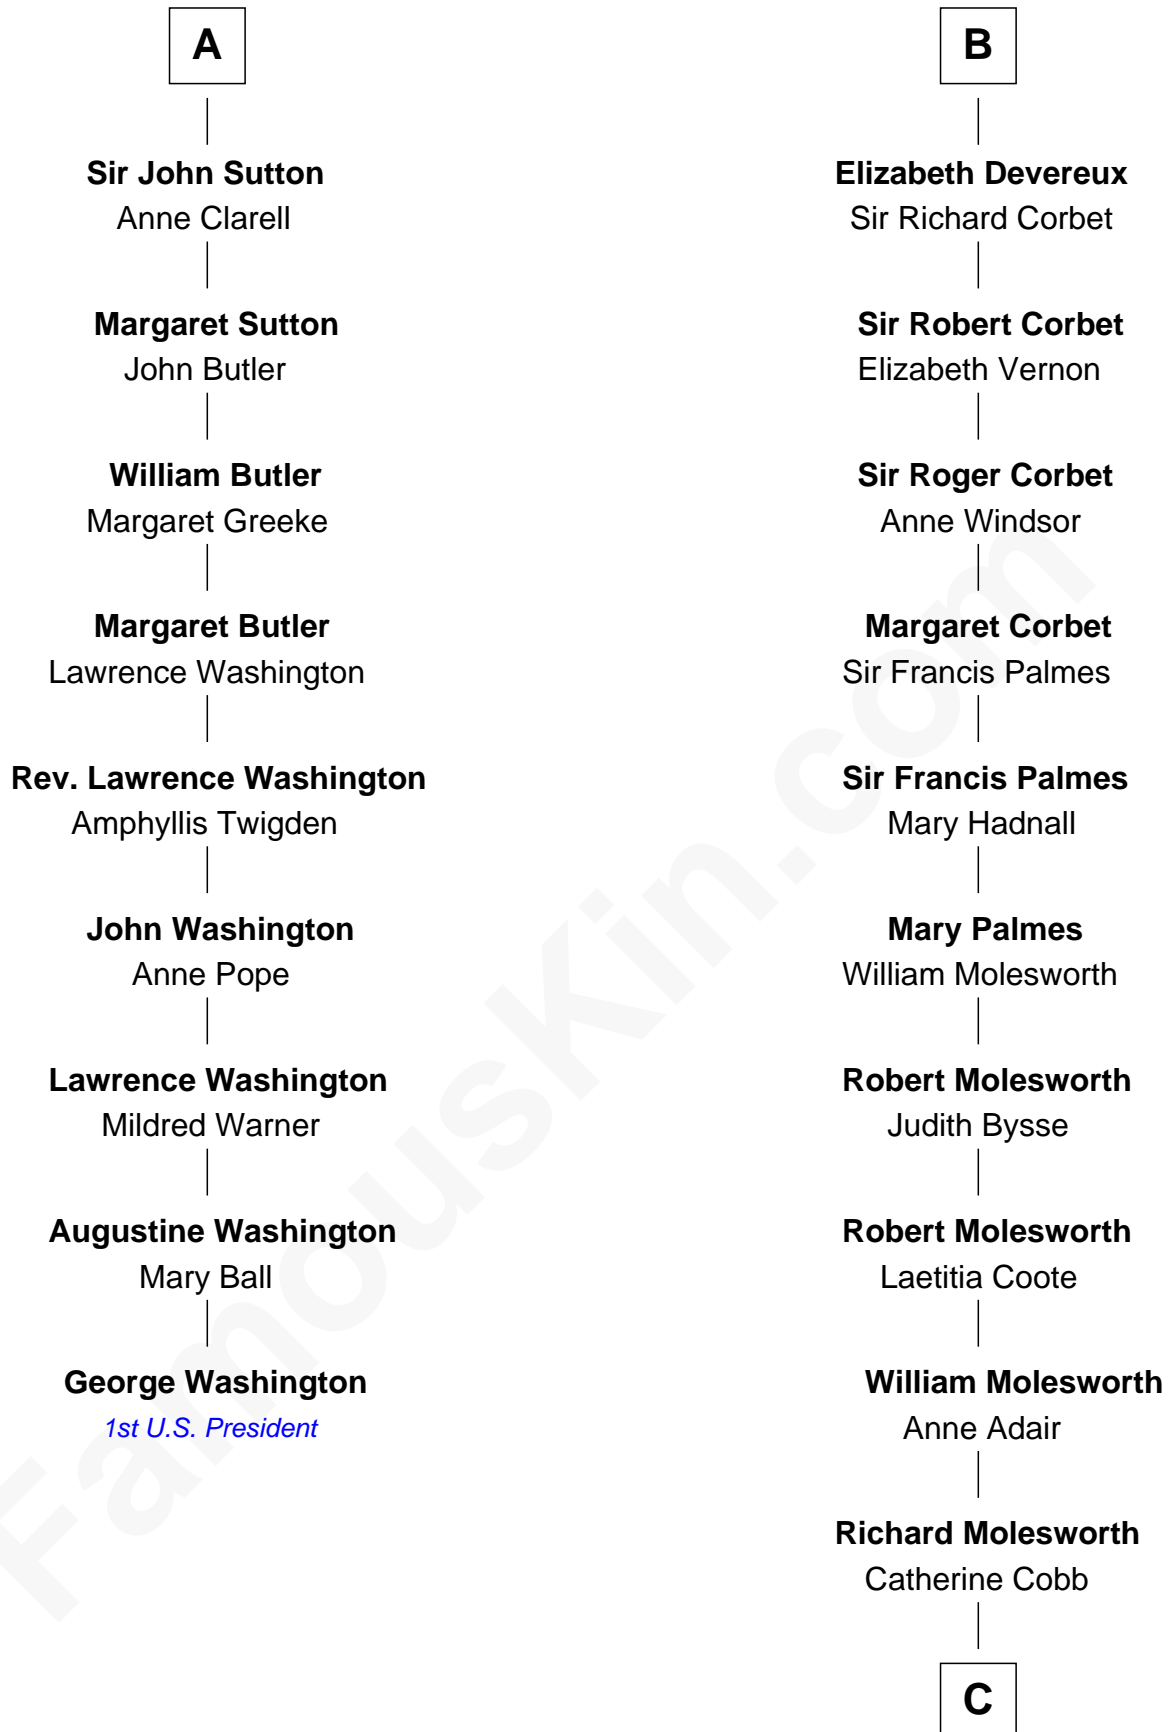 A
Sir John Sutton
Anne Clarell
Margaret Sutton
John Butler
William Butler
Margaret Greeke
Margaret Butler
Lawrence Washington
Rev. Lawrence Washington
Amphyllis Twigden
John Washington
Anne Pope
Lawrence Washington
Mildred Warner
Augustine Washington
Mary Ball
George Washington
1st U.S. President
B
Elizabeth Devereux
Sir Richard Corbet
Sir Robert Corbet
Elizabeth Vernon
Sir Roger Corbet
Anne Windsor
Margaret Corbet
Sir Francis Palmes
Sir Francis Palmes
Mary Hadnall
Mary Palmes
William Molesworth
Robert Molesworth
Judith Bysse
Robert Molesworth
Laetitia Coote
William Molesworth
Anne Adair
Richard Molesworth
Catherine Cobb
C
FamousKin.com